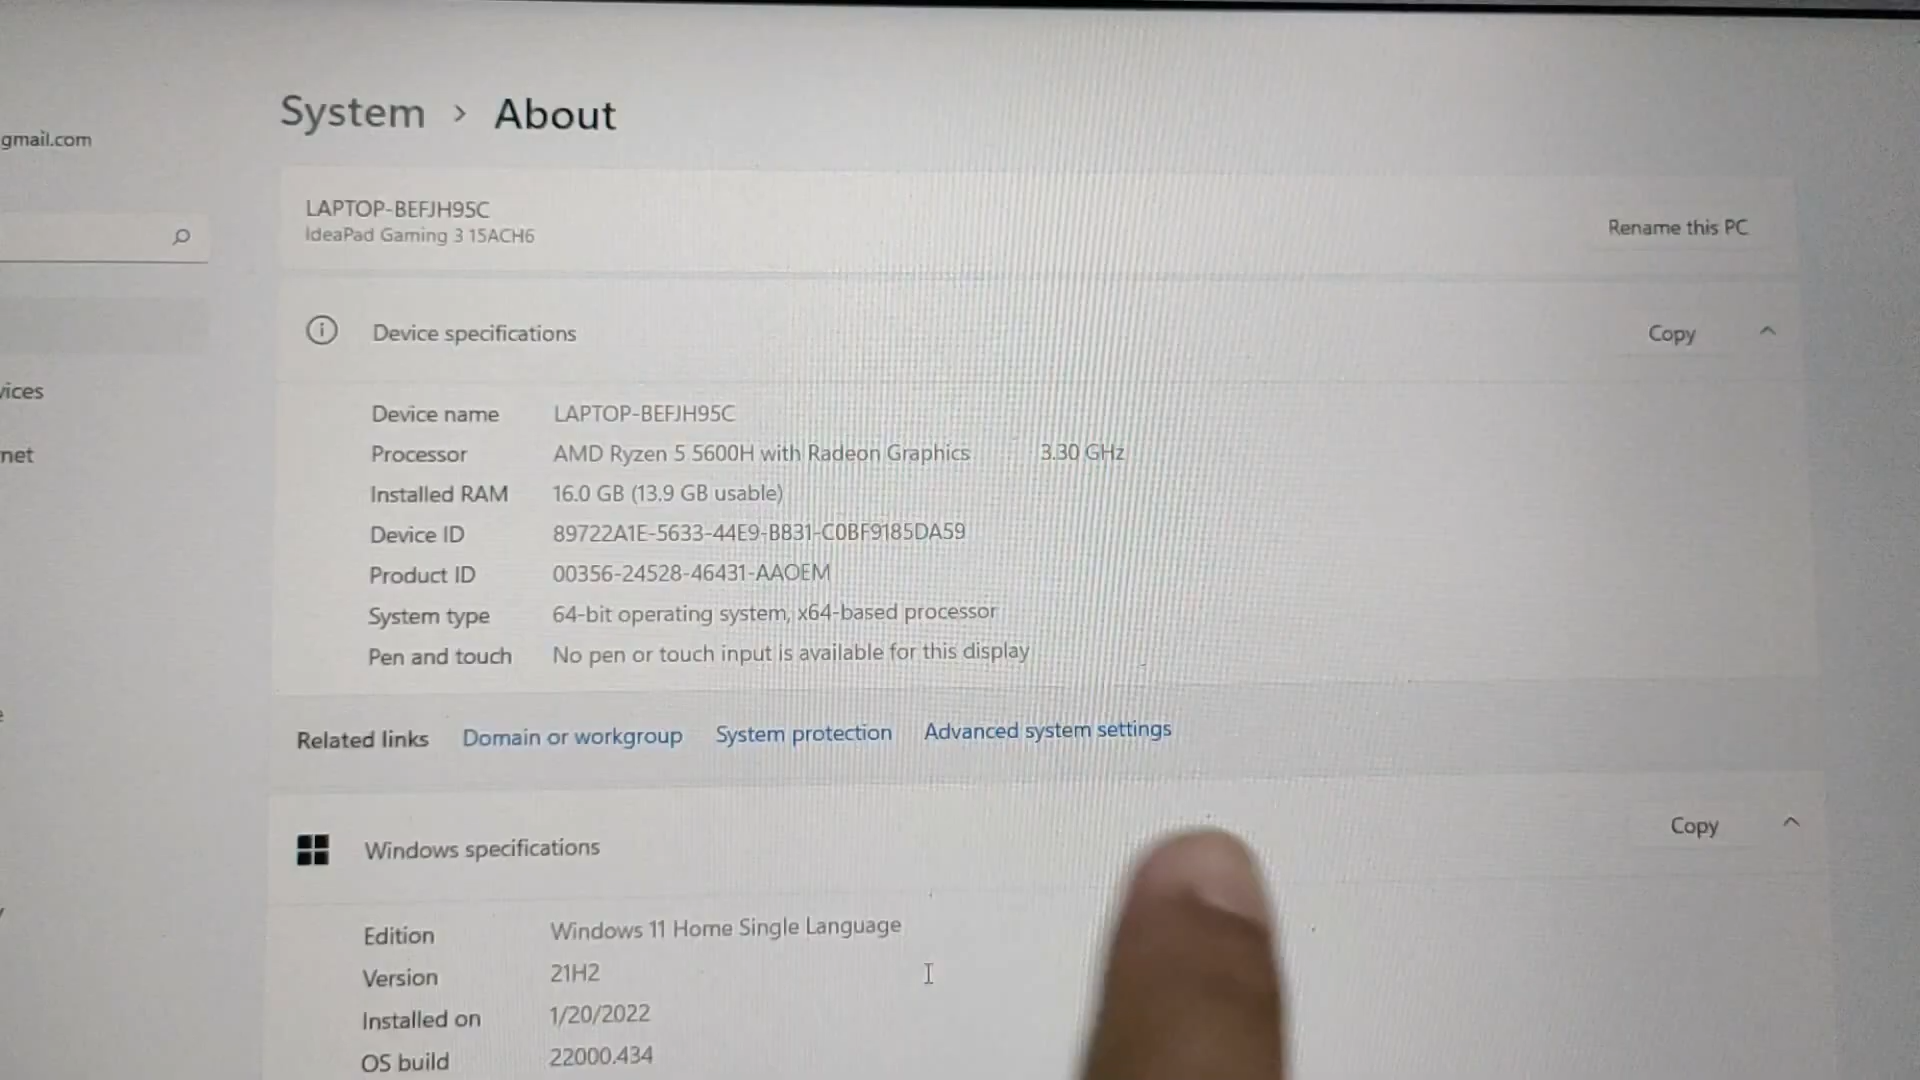 System > About
gmail.com
LAPTOP-BEFJH95C
IdeaPad Gaming 3 15ACH6
Rename this PC
Device specifications
Copy
vices
Device name LAPTOP-BEFJH95C
Processor AMD Ryzen 5 5600H with Radeon Graphics 3.30 GHz
net
Installed RAM 16.0 GB (13.9 GB usable)
Device ID 89722A1E-5633-44E9-B831-C0BF9185DA59
Product ID 00356-24528-46431-AAOEM
System type 64-bit operating system, x64-based processor
Pen and touch No pen or touch input is available for this display
Related links Domain or workgroup System protection Advanced system settings
Windows specifications
Copy
Edition Windows 11 Home Single Language
Version 21H2
Installed on 1/20/2022
OS build 22000.434